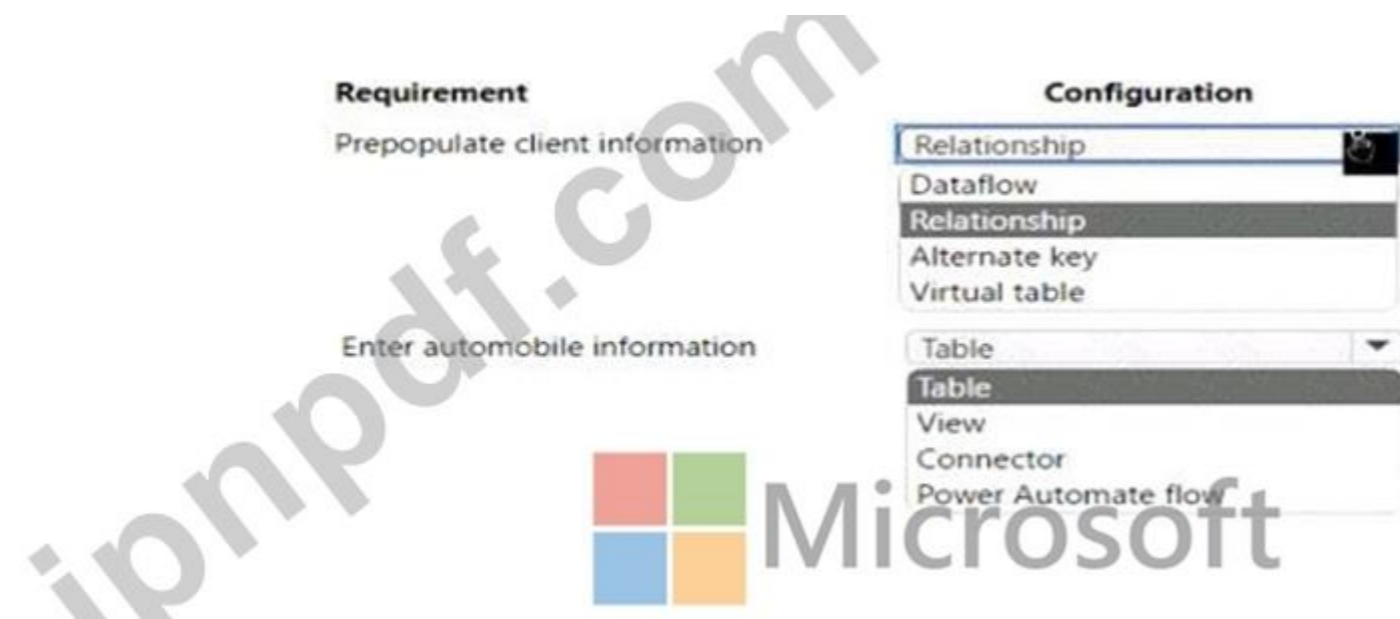 Requirement Configuration
Prepopulate client information Relationship
Dataflow
Relationship
Alternate key
Virtual table
Enter automobile information Table
Table
View
Connector
Power Automate flow
Microsoft
ipnpdf.com